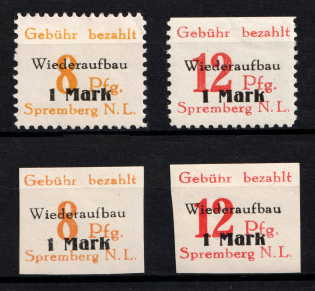 Gebühr bezahlt
Wiederaufbau
8 Pfg.
1 Mark
Spremberg N.L.
Gebühr bezahlt
Wiederaufbau
12 Pfg.
1 Mark
Spremberg N.L.
Gebühr bezahlt
Wiederaufbau
8 Pfg.
1 Mark
Spremberg N.L.
Gebühr bezahlt
Wiederaufbau
12 Pfg.
1 Mark
Spremberg N.L.